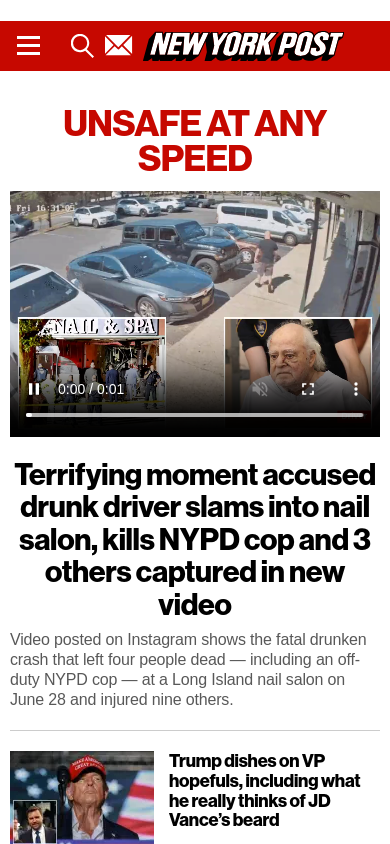 NEW YORK POST
UNSAFE AT ANY
SPEED
Fri 16:31:05
NAIL & SPA
0:00 / 0:01
Terrifying moment accused
drunk driver slams into nail
salon, kills NYPD cop and 3
others captured in new
video
Video posted on Instagram shows the fatal drunken
crash that left four people dead — including an off-
duty NYPD cop — at a Long Island nail salon on
June 28 and injured nine others.
Trump dishes on VP
hopefuls, including what
he really thinks of JD
Vance’s beard